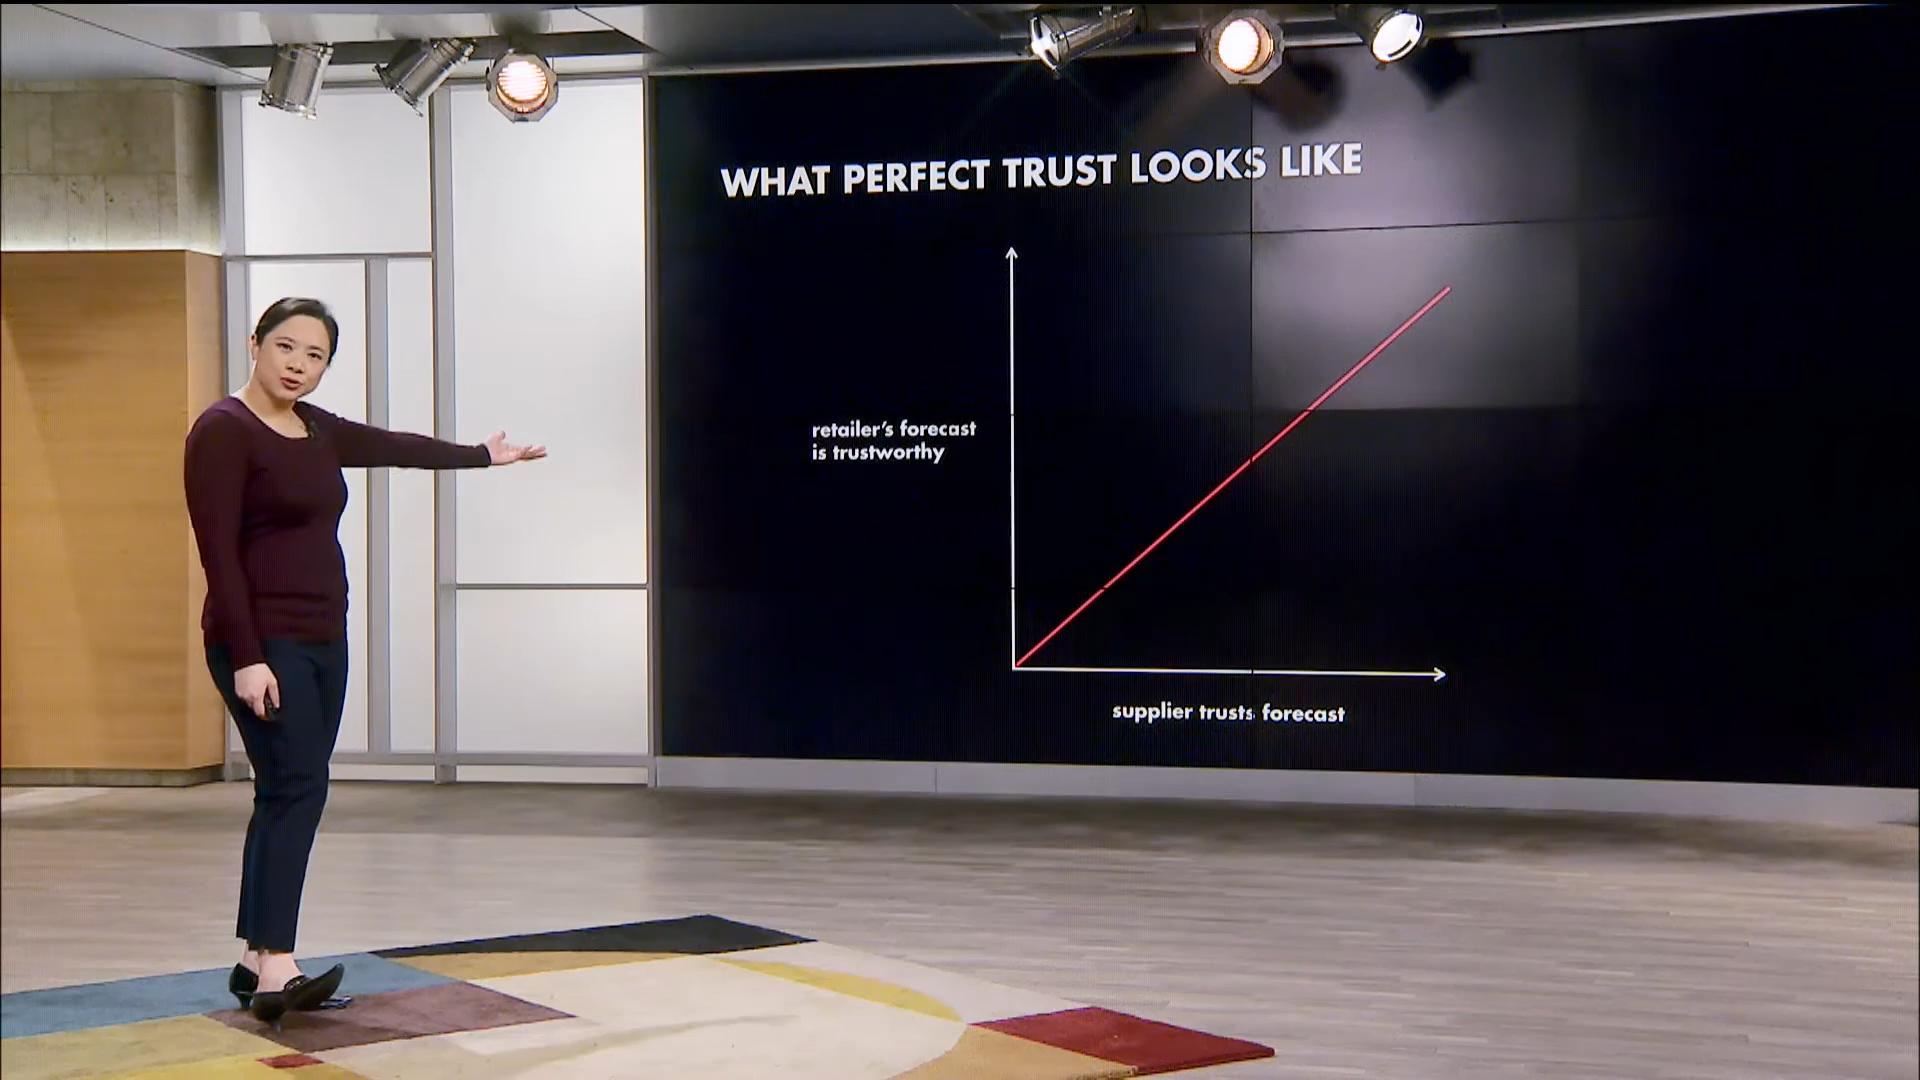 WHAT PERFECT TRUST LOOKS LIKE
retailer's forecast
is trustworthy
supplier trusts forecast